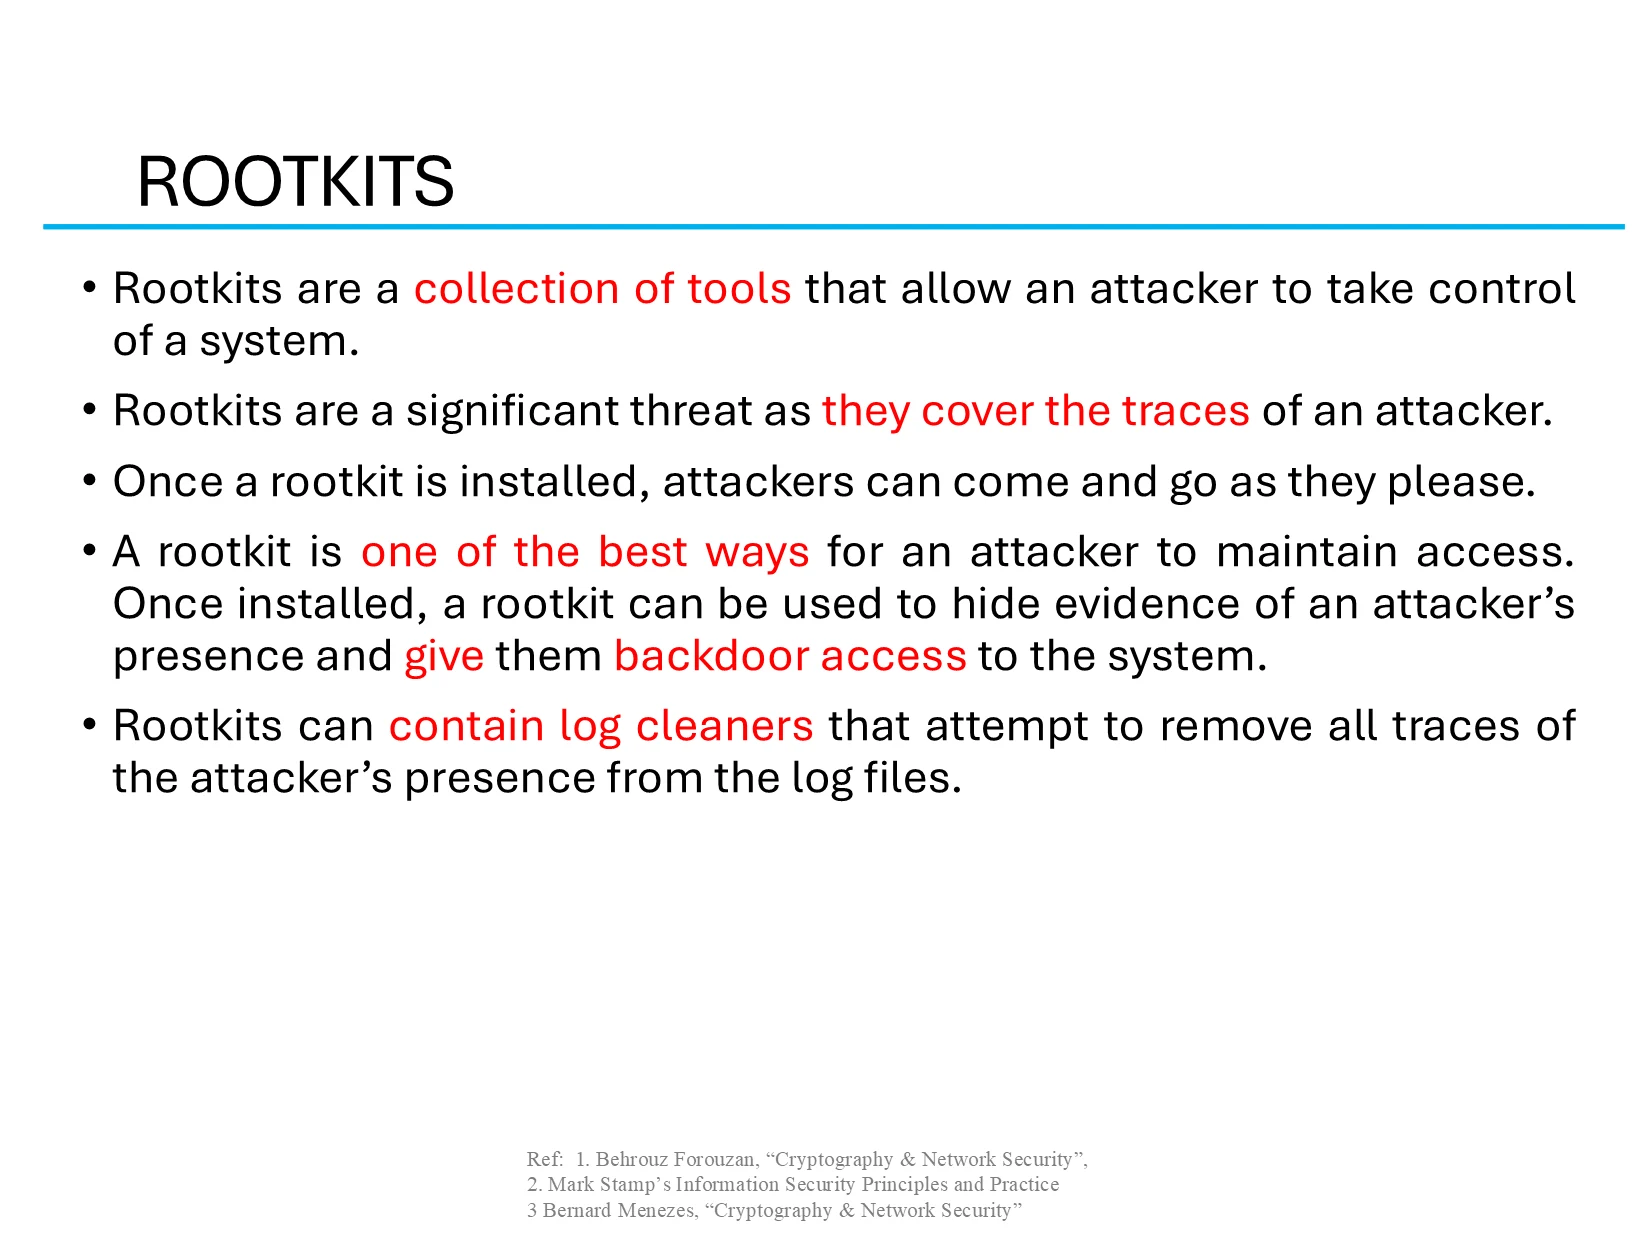 ROOTKITS
• Rootkits are a collection of tools that allow an attacker to take control
of a system.
• Rootkits are a significant threat as they cover the traces of an attacker.
• Once a rootkit is installed, attackers can come and go as they please.
• A rootkit is one of the best ways for an attacker to maintain access.
Once installed, a rootkit can be used to hide evidence of an attacker’s
presence and give them backdoor access to the system.
• Rootkits can contain log cleaners that attempt to remove all traces of
the attacker’s presence from the log files.
Ref:  1. Behrouz Forouzan, “Cryptography & Network Security”,
2. Mark Stamp’s Information Security Principles and Practice
3 Bernard Menezes, “Cryptography & Network Security”